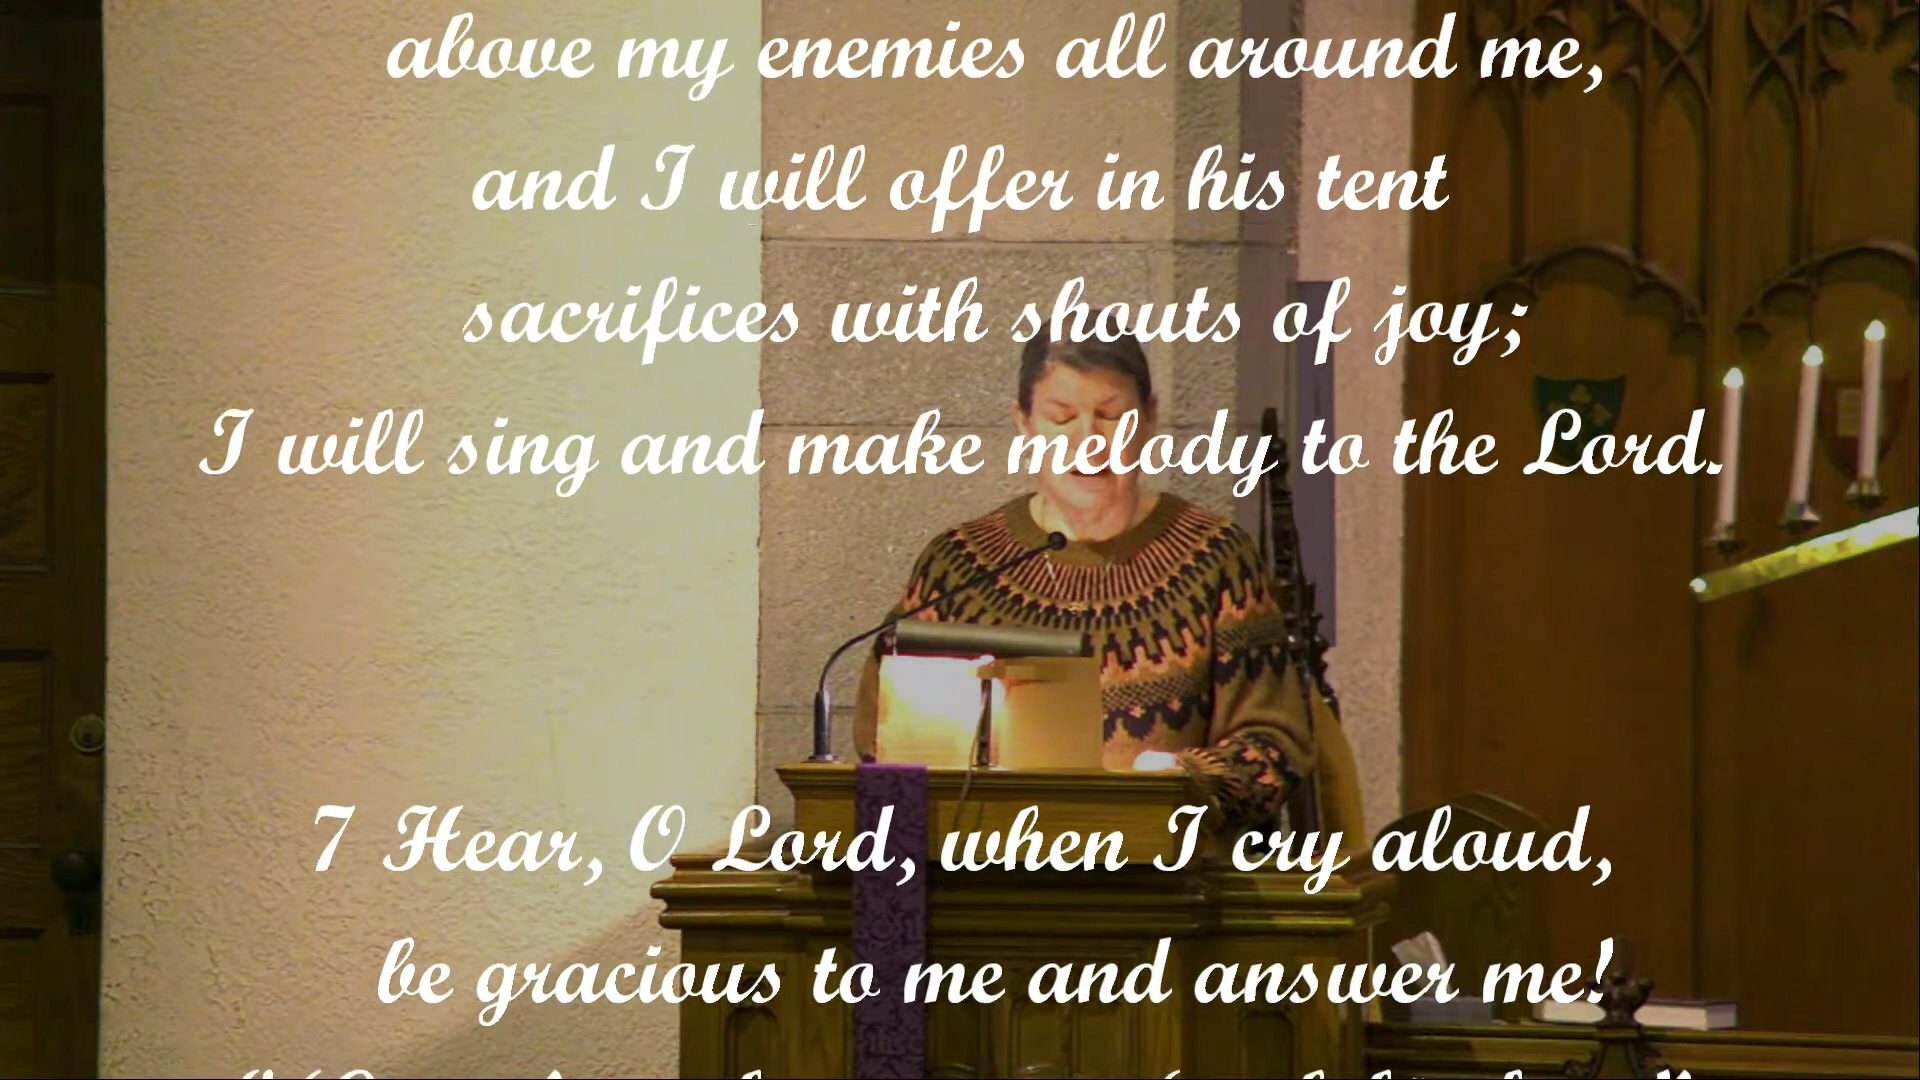 above my enemies all around me,
and I will offer in his tent
sacrifices with shouts of joy;
I will sing and make melody to the Lord.
7 Hear, O Lord, when I cry aloud,
be gracious to me and answer me!